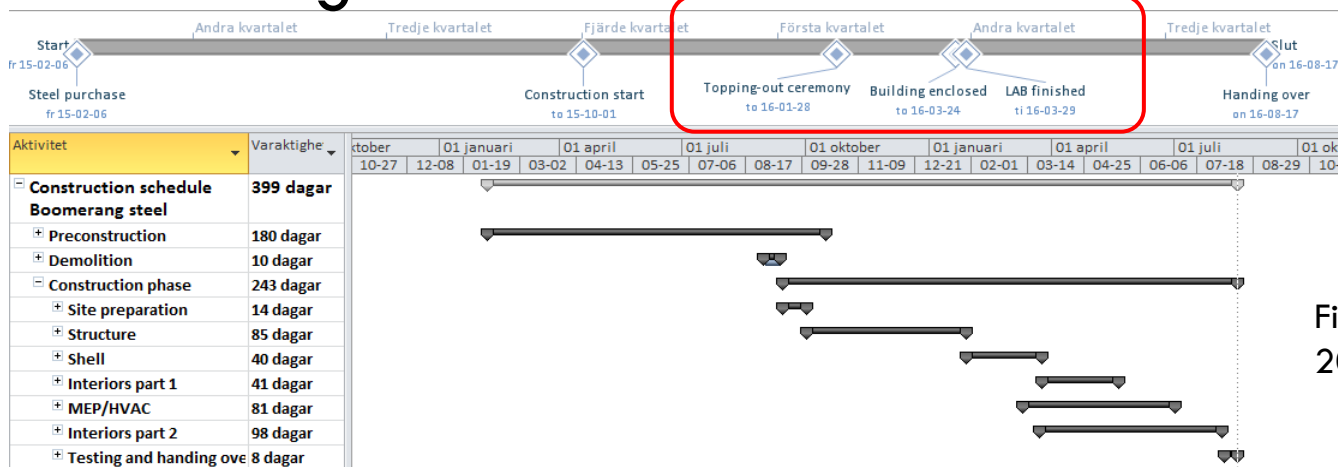 Andra kvartalet Tredje kvartalet Fjärde kvartalet Första kvartalet Andra kvartalet Tredje kvartalet
Start Slut
fr 15-02-06 on 16-08-17
Steel purchase Construction start Topping-out ceremony Building enclosed LAB finished Handing over
fr 15-02-06 to 15-10-01 to 16-01-28 to 16-03-24 ti 16-03-29 on 16-08-17
Aktivitet Varaktighe ktober 01 januari 01 april 01 juli 01 oktober 01 januari 01 april 01 juli 01 ok
10-27 12-08 01-19 03-02 04-13 05-25 07-06 08-17 09-28 11-09 12-21 02-01 03-14 04-25 06-06 07-18 08-29 10-
Construction schedule 399 dagar
Boomerang steel
Preconstruction 180 dagar
Demolition 10 dagar
Construction phase 243 dagar
Site preparation 14 dagar
Structure 85 dagar
Shell 40 dagar
Interiors part 1 41 dagar
MEP/HVAC 81 dagar
Interiors part 2 98 dagar
Testing and handing ove 8 dagar
Fi
20